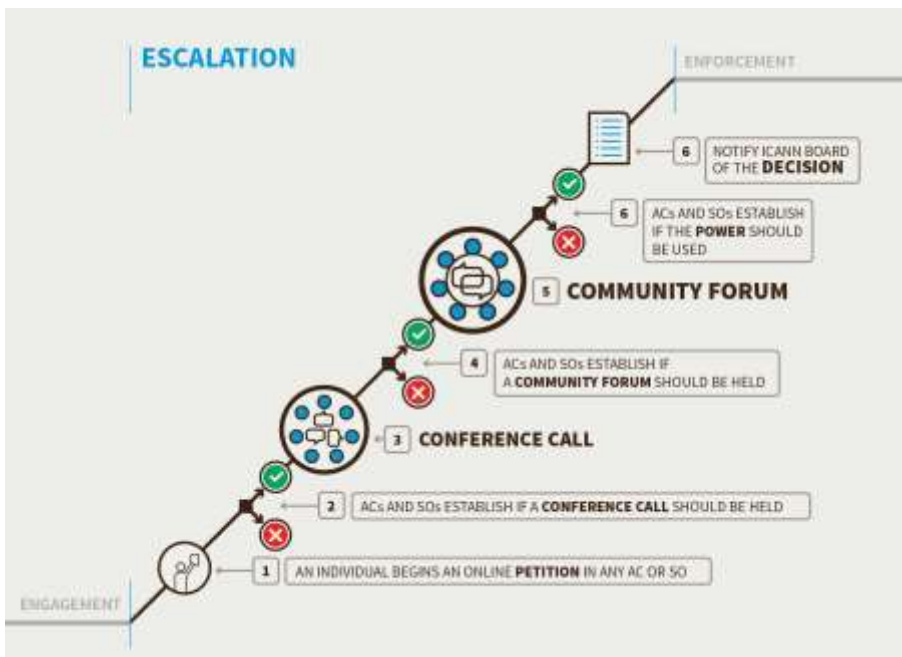 ESCALATION
ENFORCEMENT
6
NOTIFY ICANN BOARD
OF THE DECISION
6
ACs AND SOs ESTABLISH
IF THE POWER SHOULD
BE USED
5
COMMUNITY FORUM
4
ACs AND SOs ESTABLISH IF
A COMMUNITY FORUM SHOULD BE HELD
3
CONFERENCE CALL
2
ACs AND SOs ESTABLISH IF A CONFERENCE CALL SHOULD BE HELD
1
AN INDIVIDUAL BEGINS AN ONLINE PETITION IN ANY AC OR SO
ENGAGEMENT